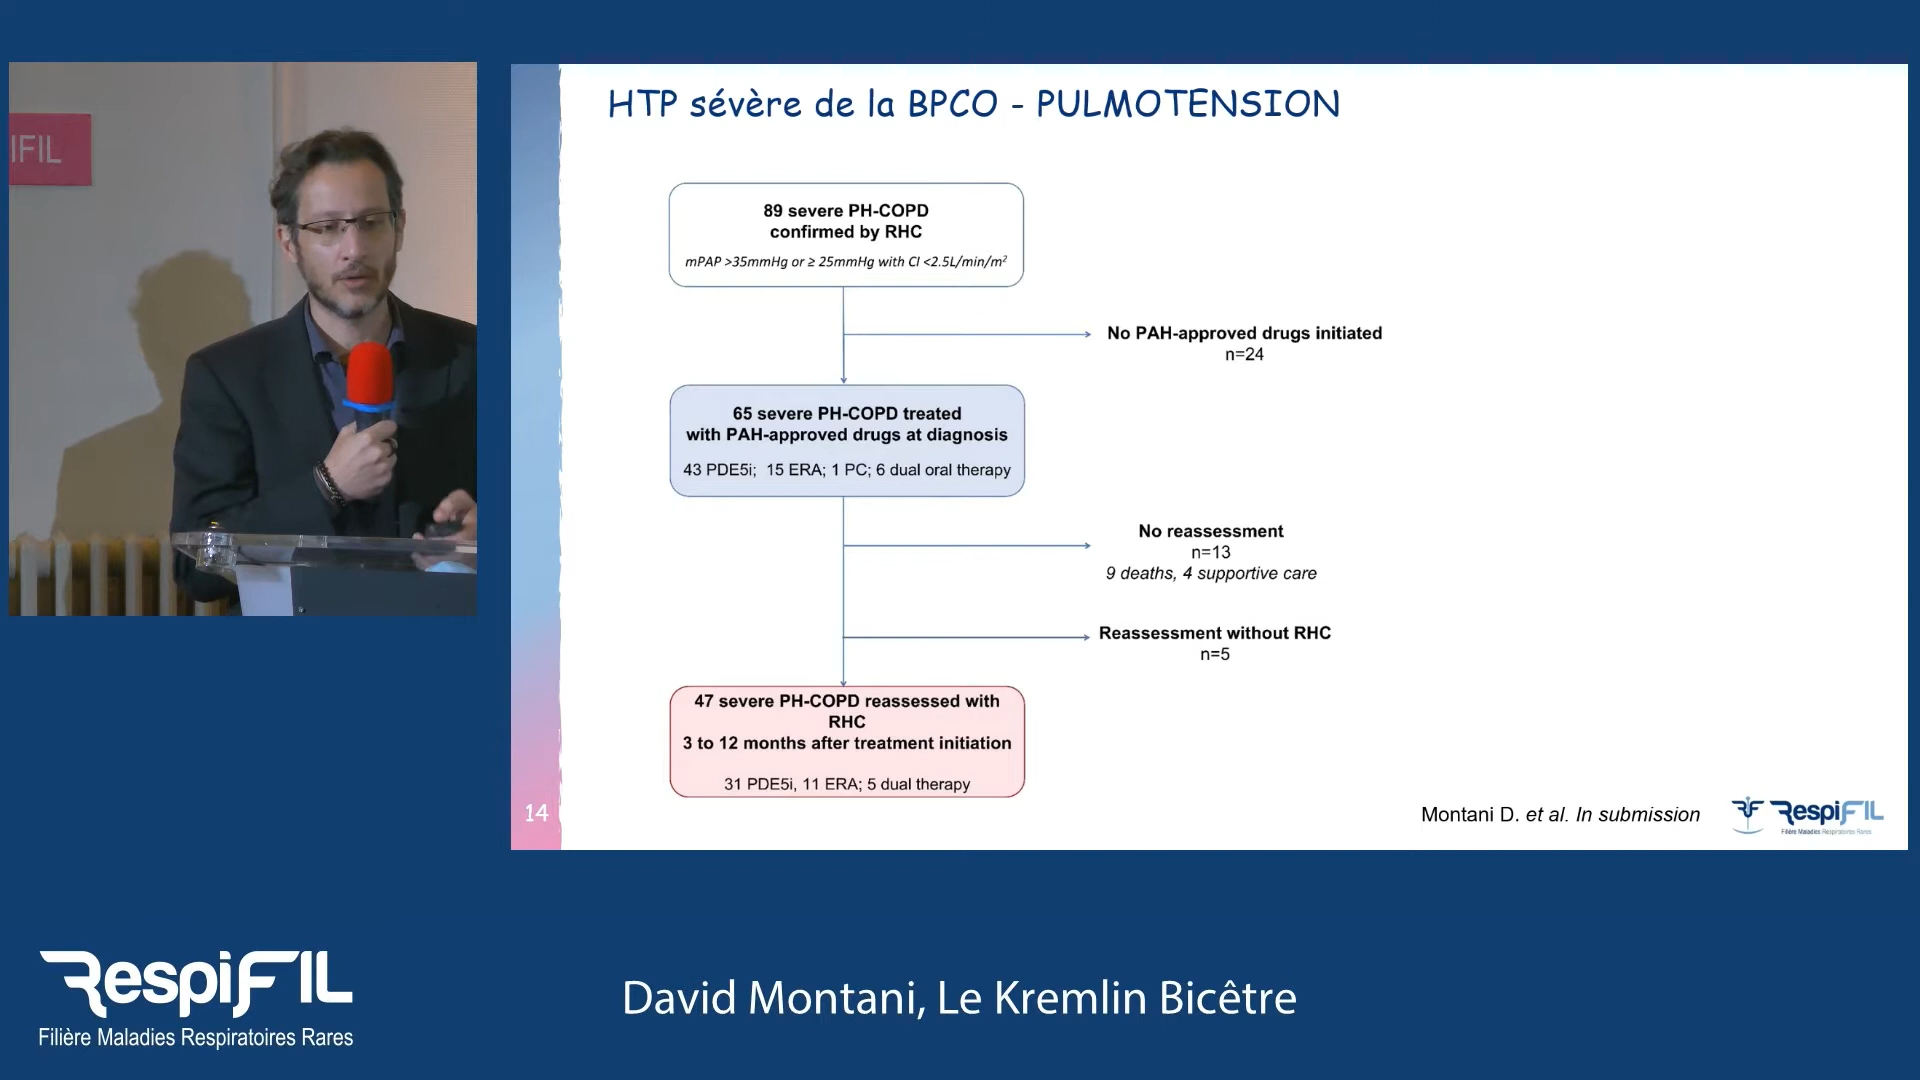 IFIL
HTP sévère de la BPCO - PULMOTENSION
89 severe PH-COPD
confirmed by RHC
mPAP >35mmHg or ≥ 25mmHg with CI <2.5L/min/m²
No PAH-approved drugs initiated
n=24
65 severe PH-COPD treated
with PAH-approved drugs at diagnosis
43 PDE5i; 15 ERA; 1 PC; 6 dual oral therapy
No reassessment
n=13
9 deaths, 4 supportive care
Reassessment without RHC
n=5
47 severe PH-COPD reassessed with
RHC
3 to 12 months after treatment initiation
31 PDE5i, 11 ERA; 5 dual therapy
14
Montani D. et al. In submission
RespiFIL
Filière Maladies Respiratoires Rares
RespiFIL
Filière Maladies Respiratoires Rares
David Montani, Le Kremlin Bicêtre